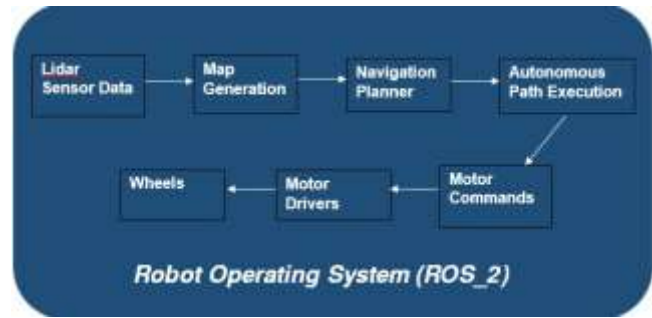 Lidar
Sensor Data
Map
Generation
Navigation
Planner
Autonomous
Path Execution
Wheels
Motor
Drivers
Motor
Commands
Robot Operating System (ROS_2)